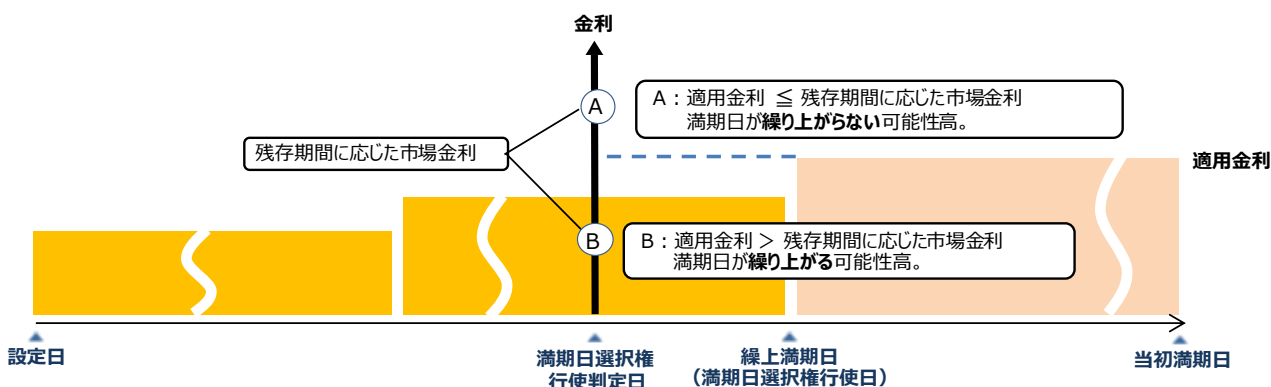 金利
A
A：適用金利 ≦ 残存期間に応じた市場金利
満期日が繰り上がらない可能性高。
残存期間に応じた市場金利
適用金利
B
B：適用金利 > 残存期間に応じた市場金利
満期日が繰り上がる可能性高。
設定日
満期日選択権
行使判定日
繰上満期日
（満期日選択権行使日）
当初満期日